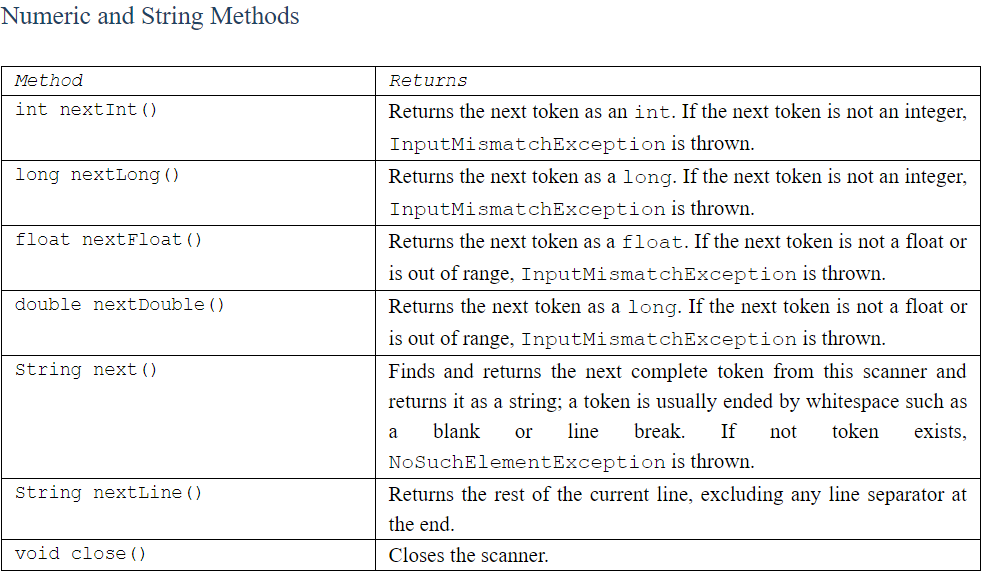 Numeric and String Methods
Method Returns
int nextInt() Returns the next token as an int. If the next token is not an integer,
InputMismatchException is thrown.
long nextLong() Returns the next token as a long. If the next token is not an integer,
InputMismatchException is thrown.
float nextFloat() Returns the next token as a float. If the next token is not a float or
is out of range, InputMismatchException is thrown.
double nextDouble() Returns the next token as a long. If the next token is not a float or
is out of range, InputMismatchException is thrown.
String next() Finds and returns the next complete token from this scanner and
returns it as a string; a token is usually ended by whitespace such as
a blank or line break. If not token exists,
NoSuchElementException is thrown.
String nextLine() Returns the rest of the current line, excluding any line separator at
the end.
void close() Closes the scanner.